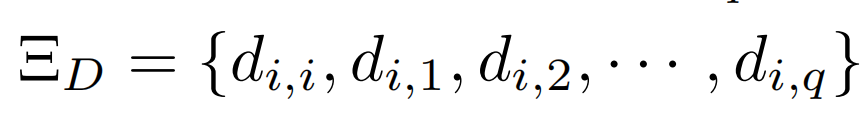 Ξ_D = {d_{i,i}, d_{i,1}, d_{i,2}, ⋯ , d_{i,q}}